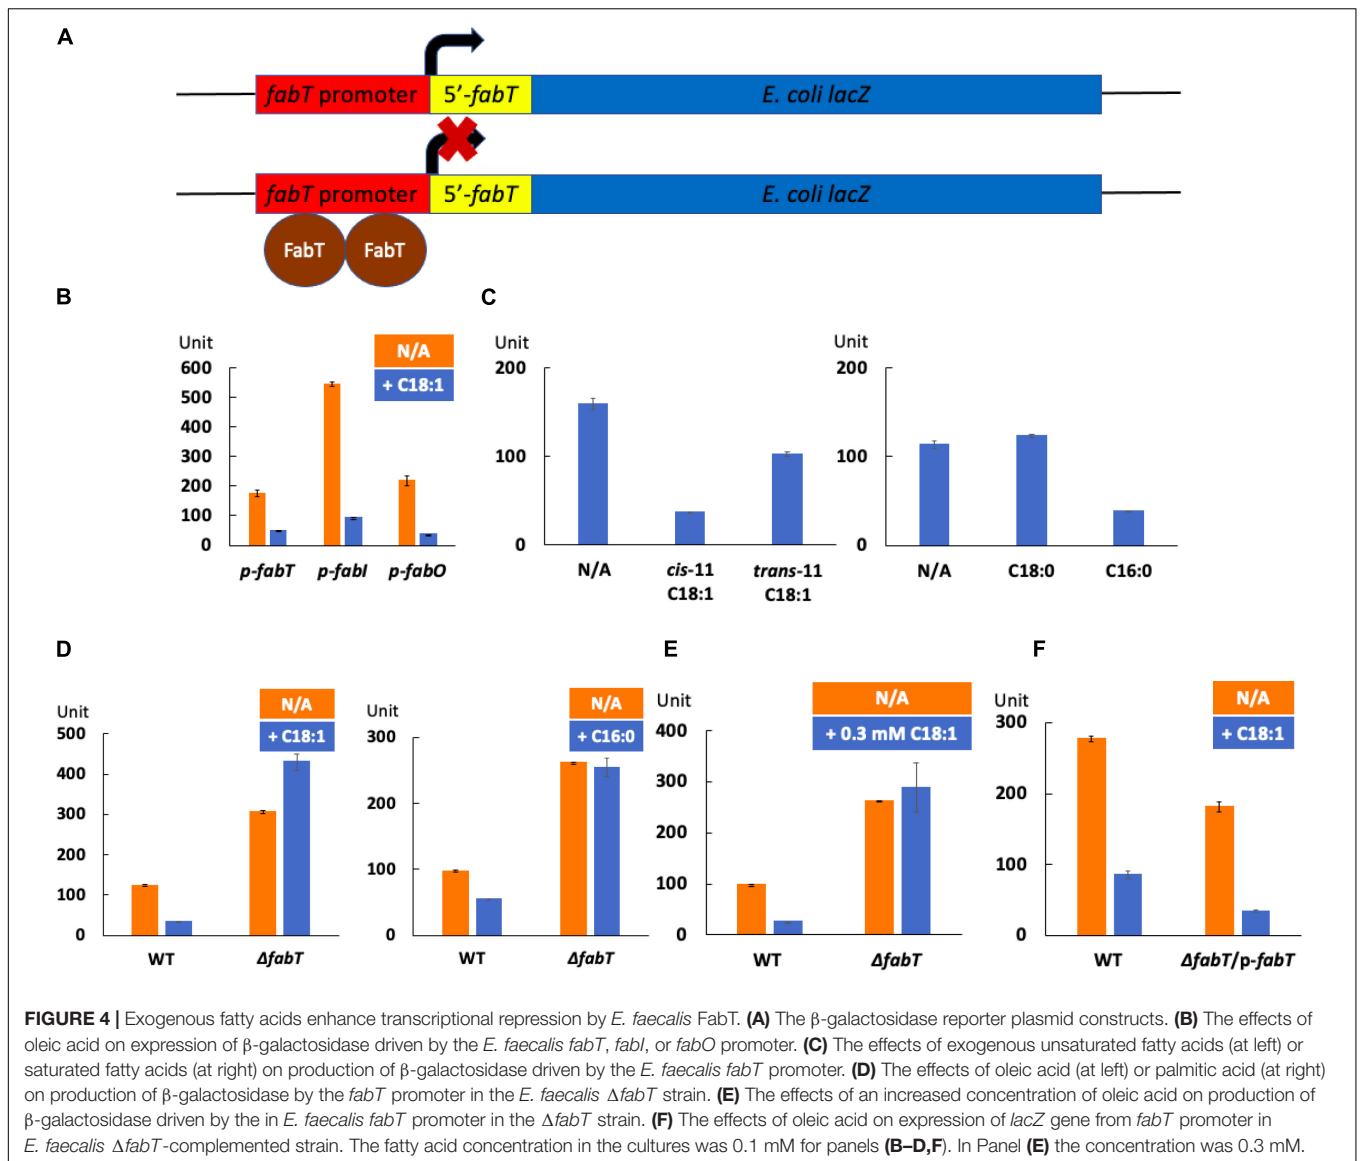 A
fabT promoter 5′-fabT E. coli lacZ
fabT promoter 5′-fabT E. coli lacZ
FabT FabT
B
Unit
N/A
+ C18:1
600
500
400
300
200
100
0
p-fabT p-fabI p-fabO
C
Unit
200
100
0
N/A cis-11 trans-11
C18:1 C18:1
Unit
200
100
0
N/A C18:0 C16:0
D
N/A
+ C18:1
Unit
500
400
300
200
100
0
WT ΔfabT
N/A
+ C16:0
Unit
300
200
100
0
WT ΔfabT
E
N/A
+ 0.3 mM C18:1
Unit
400
300
200
100
0
WT ΔfabT
F
N/A
+ C18:1
Unit
300
200
100
0
WT ΔfabT/p-fabT
FIGURE 4 | Exogenous fatty acids enhance transcriptional repression by E. faecalis FabT. (A) The β-galactosidase reporter plasmid constructs. (B) The effects of
oleic acid on expression of β-galactosidase driven by the E. faecalis fabT, fabI, or fabO promoter. (C) The effects of exogenous unsaturated fatty acids (at left) or
saturated fatty acids (at right) on production of β-galactosidase driven by the E. faecalis fabT promoter. (D) The effects of oleic acid (at left) or palmitic acid (at right)
on production of β-galactosidase by the fabT promoter in the E. faecalis ΔfabT strain. (E) The effects of an increased concentration of oleic acid on production of
β-galactosidase driven by the in E. faecalis fabT promoter in the ΔfabT strain. (F) The effects of oleic acid on expression of lacZ gene from fabT promoter in
E. faecalis ΔfabT-complemented strain. The fatty acid concentration in the cultures was 0.1 mM for panels (B–D,F). In Panel (E) the concentration was 0.3 mM.